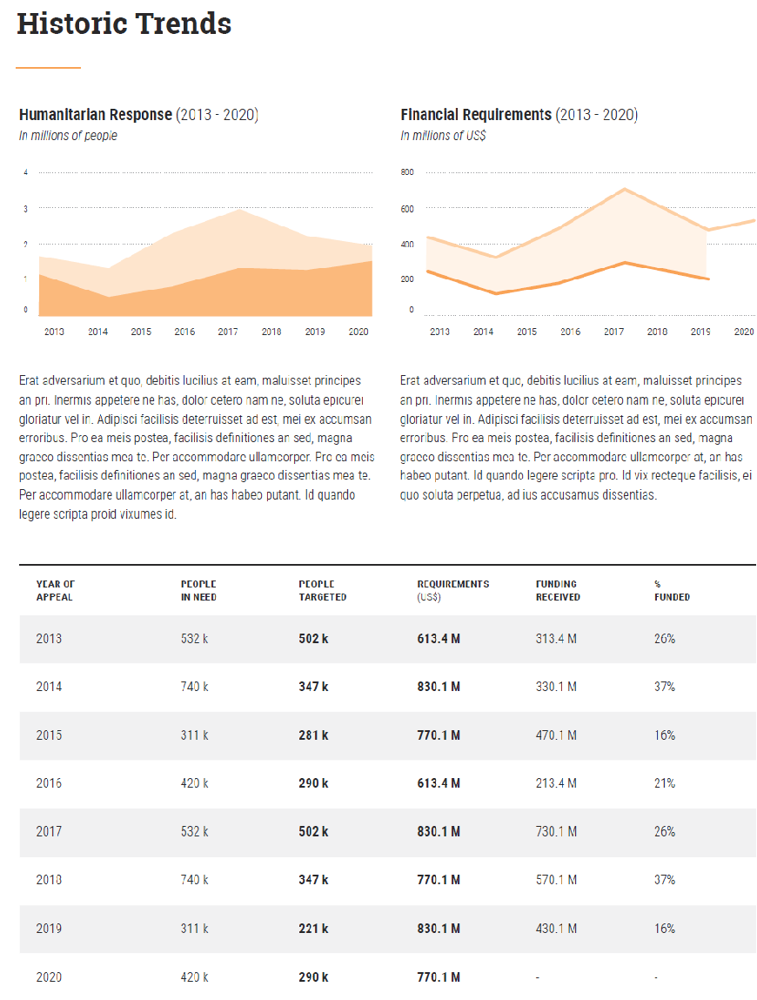 Historic Trends
Humanitarian Response (2013 - 2020)
In millions of people
4
3
2
1
0
2013 2014 2015 2016 2017 2018 2019 2020
Financial Requirements (2013 - 2020)
In millions of US$
800
600
400
200
0
2013 2014 2015 2016 2017 2018 2019 2020
Erat adversarium et quo, debitis lucilius at eam, maluisset principes
an pri. Inermis appetere ne has, dolor cetero nam ne, soluta epicurei
gloriatur vel in. Adipisci facilisis deterruisset ad est, mei ex accumsan
erroribus. Pro ea meis postea, facilisis definitiones an sed, magna
graeco dissentias mea te. Per accommodare ullamcorper. Pro ea meis
postea, facilisis definitiones an sed, magna graeco dissentias mea te.
Per accommodare ullamcorper at, an has habeo putant. Id quando
legere scripta proid vixumes id.
Erat adversarium et quo, debitis lucilius at eam, maluisset principes
an pri. Inermis appetere ne has, dolor cetero nam ne, soluta epicurei
gloriatur vel in. Adipisci facilisis deterruisset ad est, mei ex accumsan
erroribus. Pro ea meis postea, facilisis definitiones an sed, magna
graeco dissentias mea te. Per accommodare ullamcorper at, an has
habeo putant. Id quando legere scripta pro. Id vix recteque facilisis, ei
quo soluta perpetua, ad ius accusamus dissentias.
YEAR OF PEOPLE PEOPLE REQUIREMENTS FUNDING %
APPEAL IN NEED TARGETED (US$) RECEIVED FUNDED
2013 532 k 502 k 613.4 M 313.4 M 26%
2014 740 k 347 k 830.1 M 330.1 M 37%
2015 311 k 281 k 770.1 M 470.1 M 16%
2016 420 k 290 k 613.4 M 213.4 M 21%
2017 532 k 502 k 830.1 M 730.1 M 26%
2018 740 k 347 k 770.1 M 570.1 M 37%
2019 311 k 221 k 830.1 M 430.1 M 16%
2020 420 k 290 k 770.1 M - -